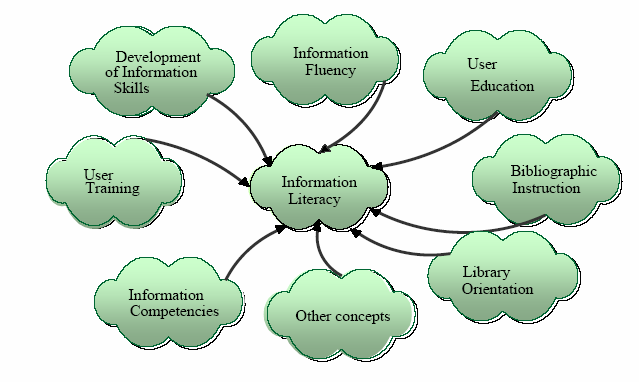 Development
of Information
Skills
Information
Fluency
User
Education
User
Training
Information
Literacy
Bibliographic
Instruction
Information
Competencies
Other concepts
Library
Orientation